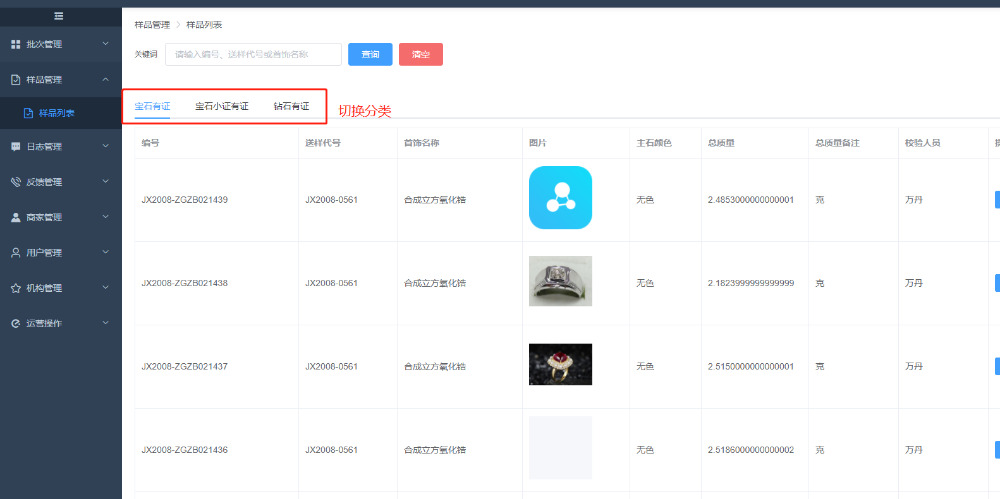 样品管理 > 样品列表
批次管理
关键词 请输入编号、送样代号或首饰名称 查询 清空
样品管理
宝石有证 宝石小证有证 钻石有证 切换分类
样品列表
编号 送样代号 首饰名称 图片 主石颜色 总质量 总质量备注 校验人员
日志管理
反馈管理
JX2008-ZGZB021439 JX2008-0561 合成立方氧化锆 无色 2.4853000000000001 克 万丹
商家管理
用户管理
JX2008-ZGZB021438 JX2008-0561 合成立方氧化锆 无色 2.1823999999999999 克 万丹
机构管理
运营操作
JX2008-ZGZB021437 JX2008-0561 合成立方氧化锆 无色 2.5150000000000001 克 万丹
JX2008-ZGZB021436 JX2008-0561 合成立方氧化锆 无色 2.5186000000000002 克 万丹